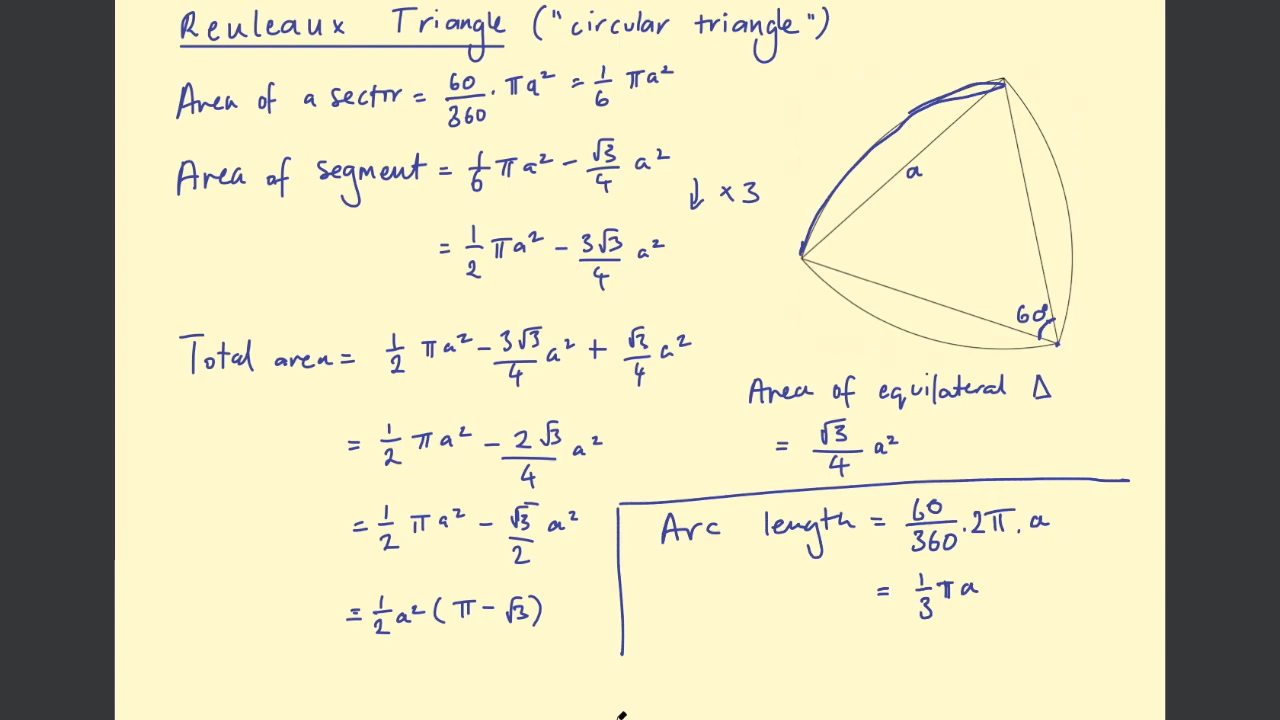 Reuleaux Triangle ("circular triangle")
Area of a sector = 60/360 · πa² = 1/6 πa²
Area of segment = 1/6 πa² - √3/4 a²
↓ × 3
= 1/2 πa² - 3√3/4 a²
Total area = 1/2 πa² - 3√3/4 a² + √3/4 a²
= 1/2 πa² - 2√3/4 a²
= 1/2 πa² - √3/2 a²
= 1/2 a² (π - √3)
a
60°
Area of equilateral Δ
= √3/4 a²
Arc length = 60/360 · 2π · a
= 1/3 πa